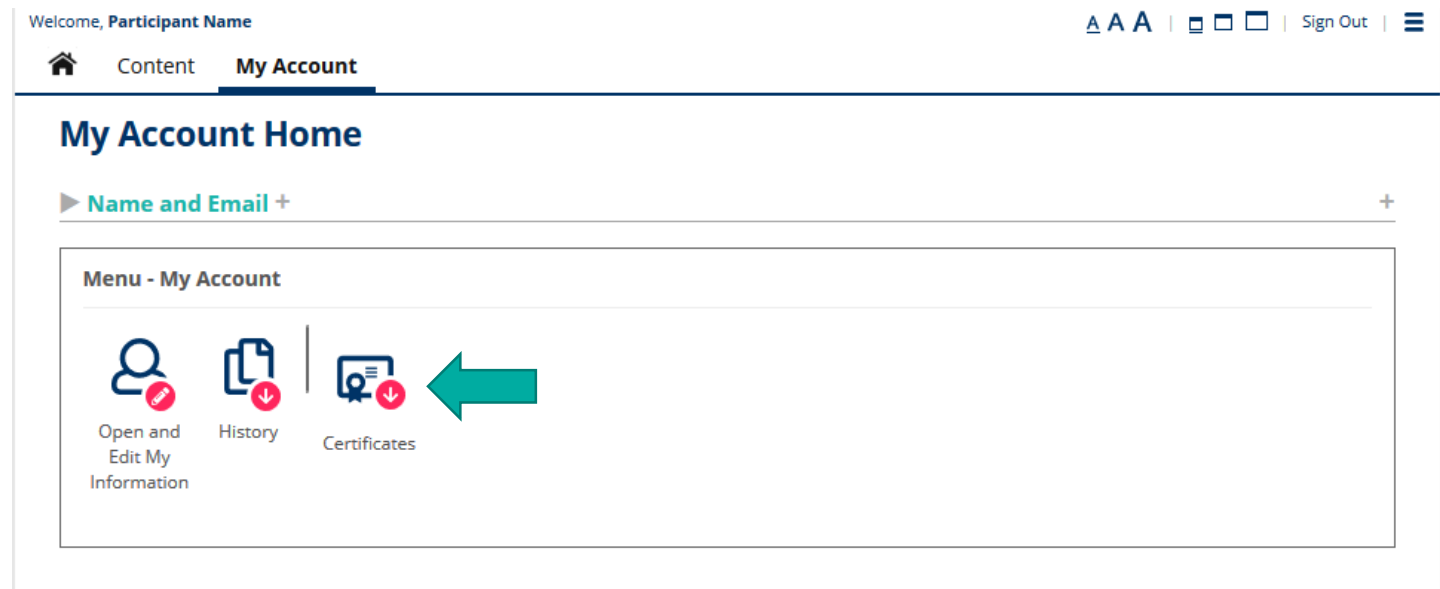 Welcome, Participant Name
A A A | | Sign Out |
Content My Account
My Account Home
Name and Email +
+
Menu - My Account
Open and
Edit My
Information
History
Certificates